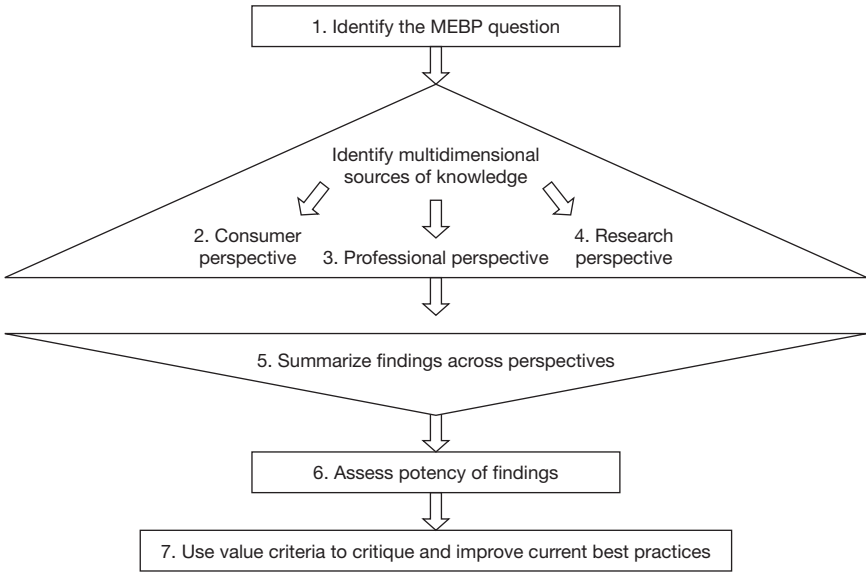 1. Identify the MEBP question
Identify multidimensional
sources of knowledge
2. Consumer
perspective
3. Professional perspective
4. Research
perspective
5. Summarize findings across perspectives
6. Assess potency of findings
7. Use value criteria to critique and improve current best practices